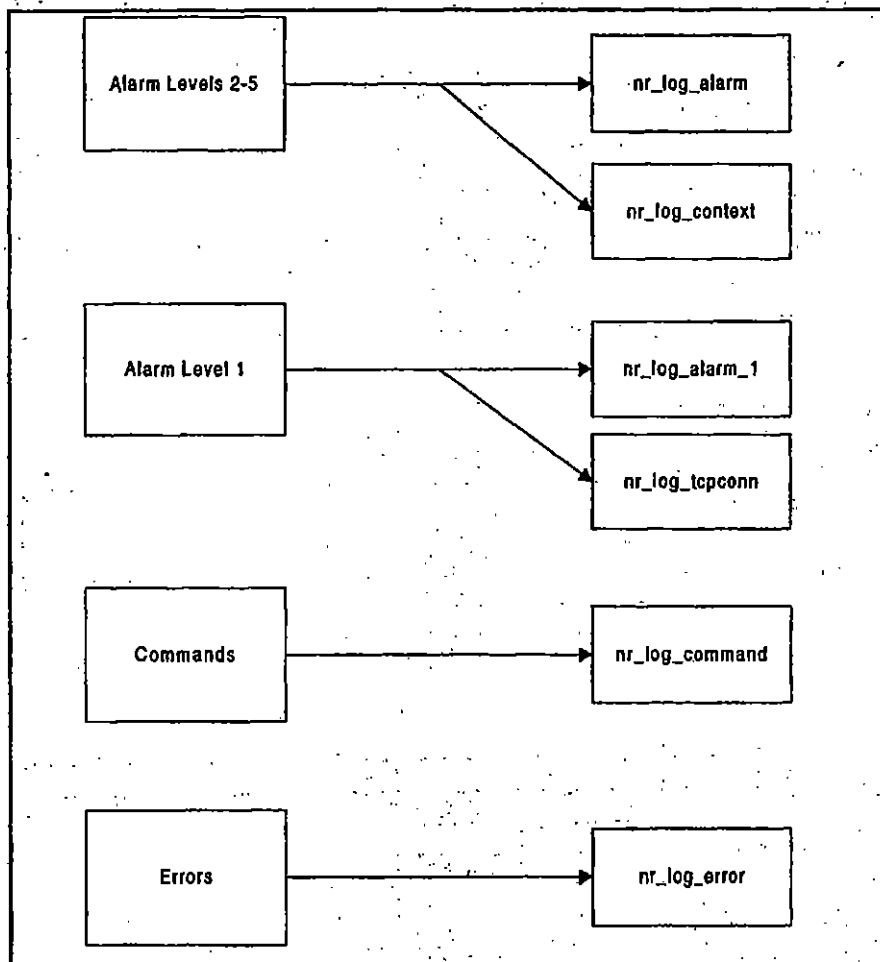 Alarm Levels 2-5
nr_log_alarm
nr_log_context
Alarm Level 1
nr_log_alarm_1
nr_log_tcpconn
Commands
nr_log_command
Errors
nr_log_error